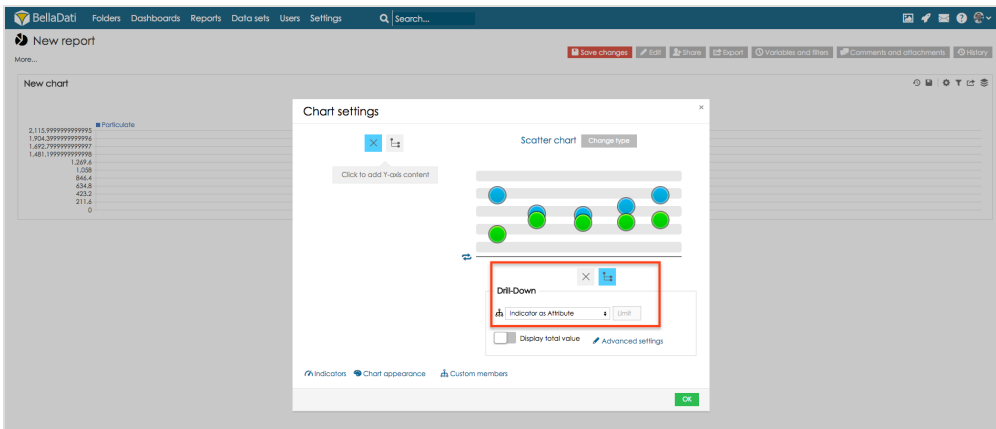 BellaDati Folders Dashboards Reports Data sets Users Settings Search...
New report
More...
Save changes Edit Share Export Variables and filters Comments and attachments History
New chart
Particulate
2,115.9999999999995
1,904.3999999999996
1,692.7999999999997
1,481.1999999999998
1,269.6
1,058
846.4
634.8
423.2
211.6
0
Chart settings
×
Scatter chart Change type
Click to add Y-axis content
Drill-Down
Indicator as Attribute Limit
Display total value Advanced settings
Indicators Chart appearance Custom members
OK